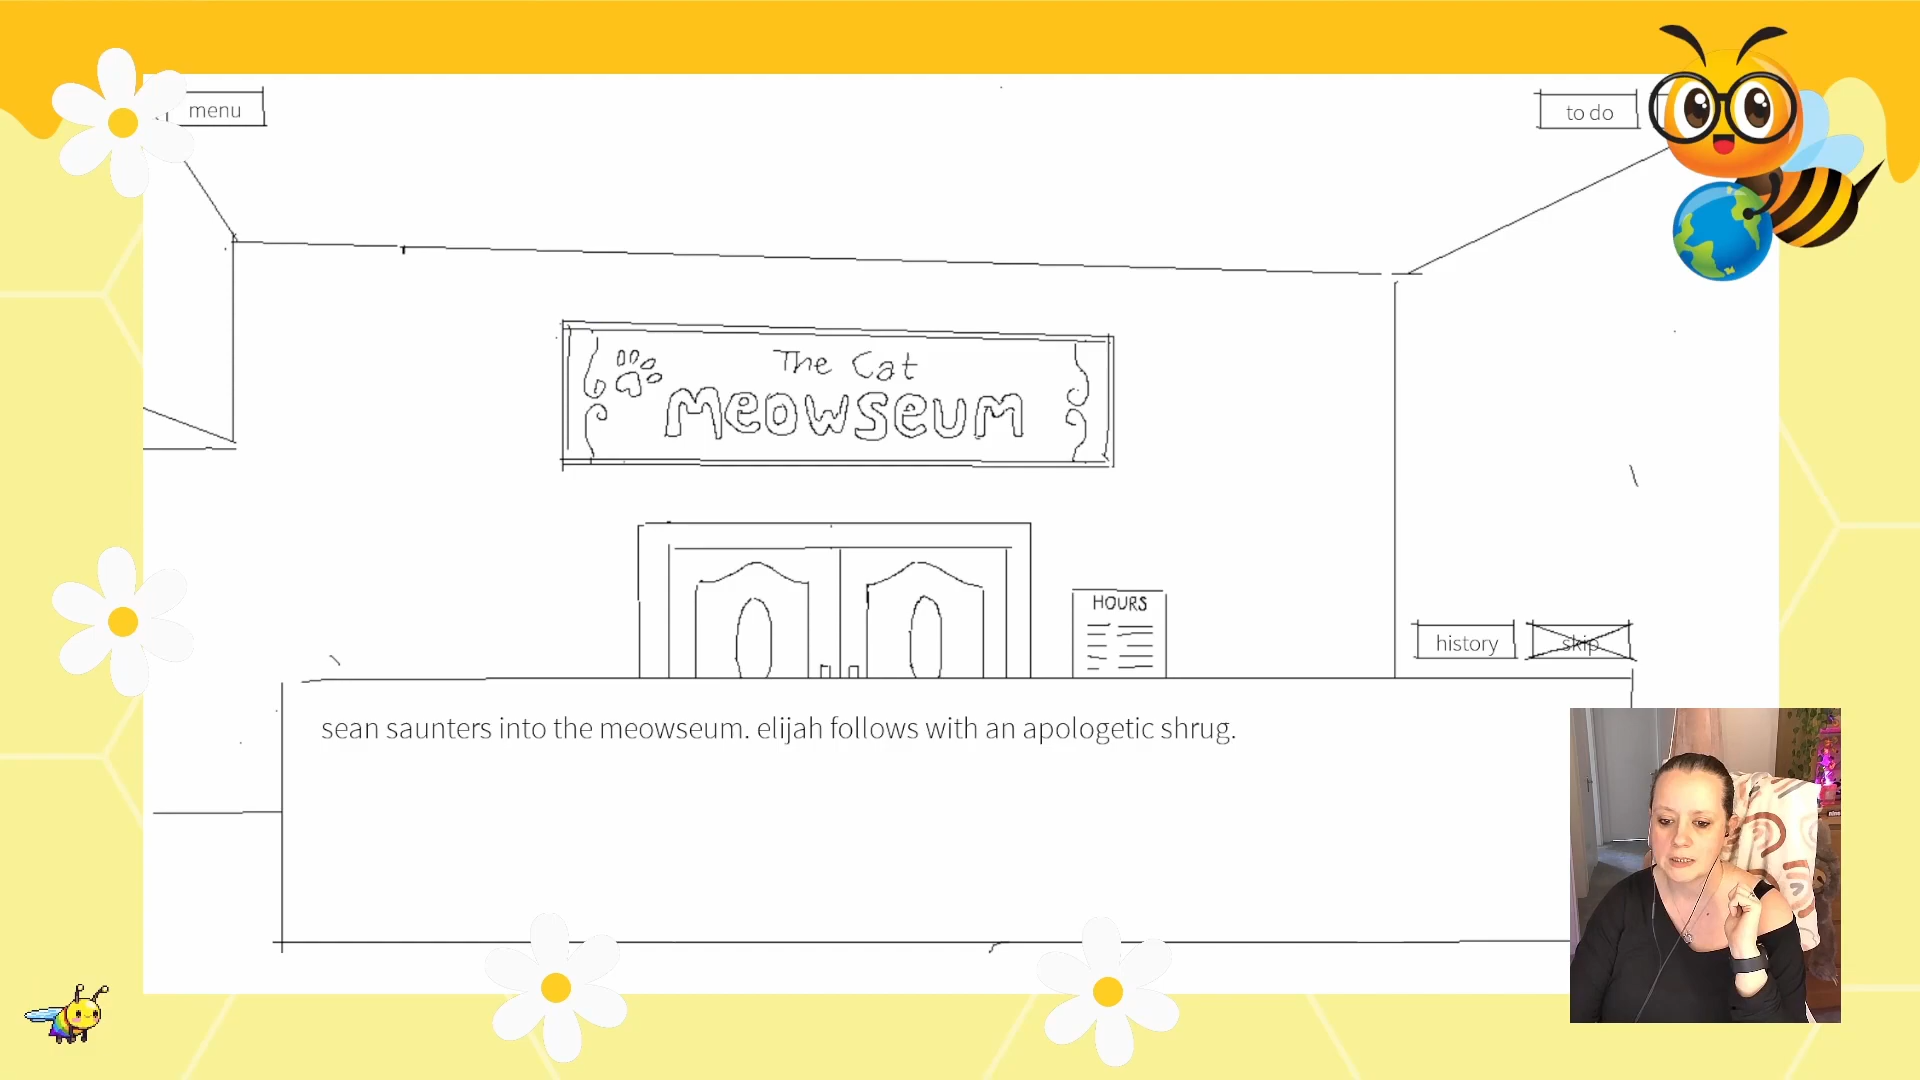 menu
to do
The Cat
Meowseum
HOURS
history
skip
sean saunters into the meowseum. elijah follows with an apologetic shrug.